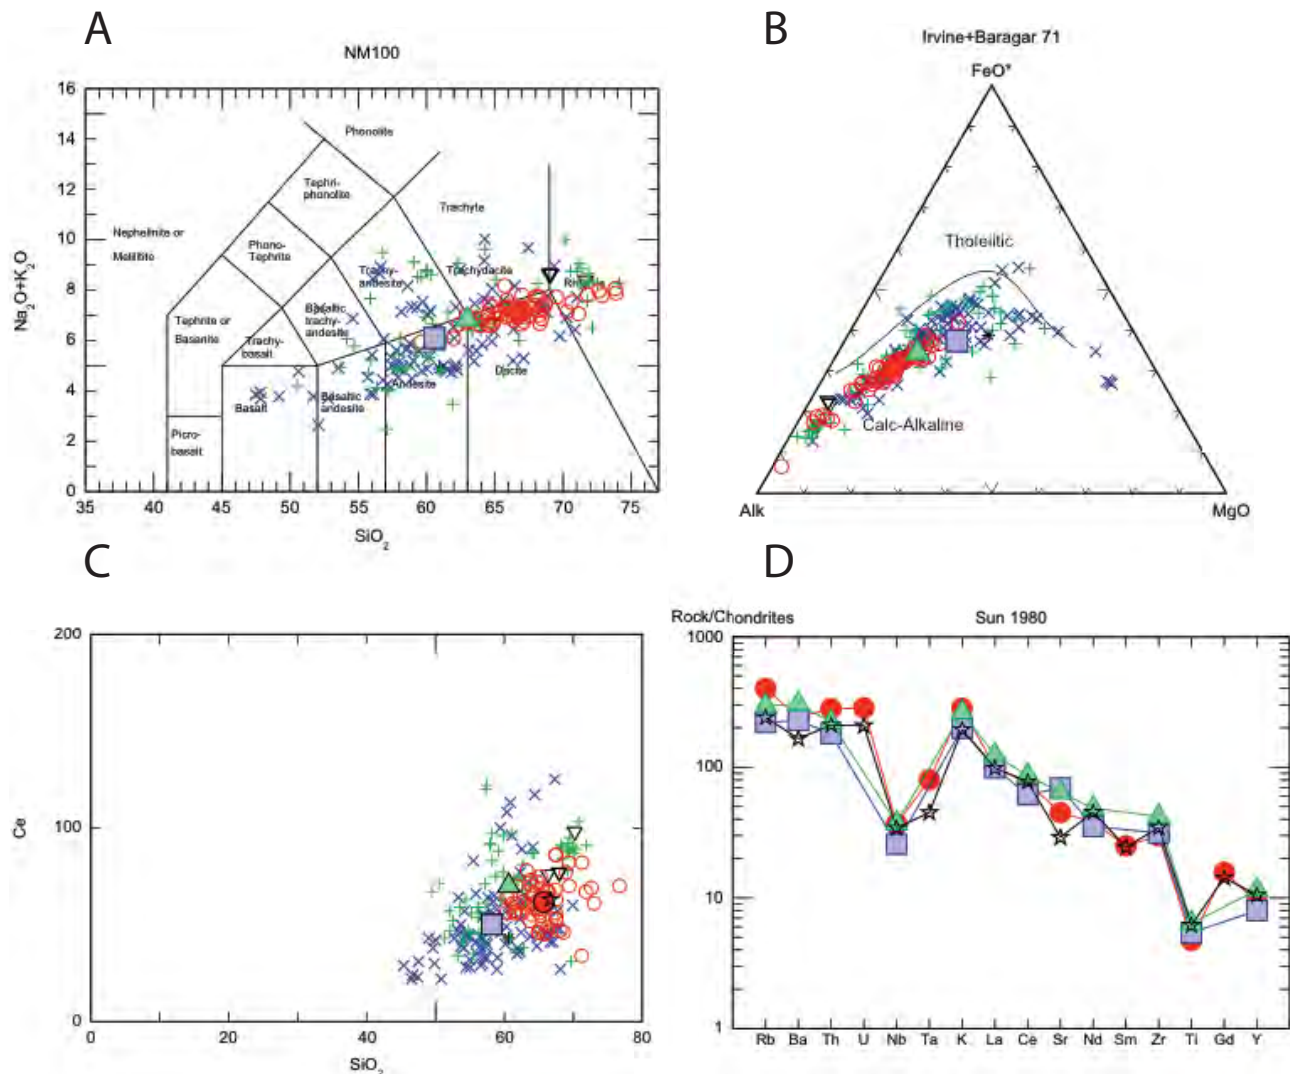 A
NM100
16
14
12
10
8
6
4
2
0
Na2O+K2O
Phonolite
Tephri-
phonolite
Trachyte
Nephelinite or
Melilitite
Phono-
Tephrite
Trachy-
andesite
Trachydacite
Rhyolite
Tephrite or
Basanite
Basaltic
trachy-
andesite
Trachy-
basalt
Andesite
Dacite
Basalt
Basaltic
andesite
Picro-
basalt
35 40 45 50 55 60 65 70 75
SiO2
B
Irvine+Baragar 71
FeO*
Tholeiitic
Calc-Alkaline
Alk
MgO
C
200
100
0
Ce
0 20 40 60 80
SiO2
D
Rock/Chondrites
Sun 1980
1000
100
10
1
Rb Ba Th U Nb Ta K La Ce Sr Nd Sm Zr Ti Gd Y